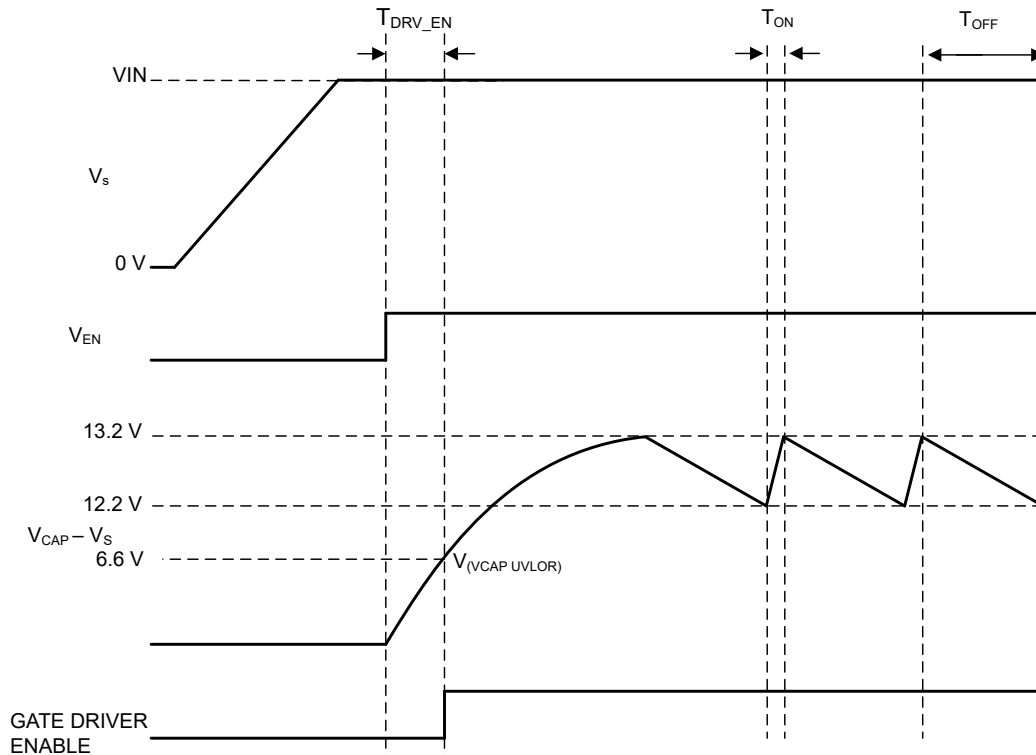 T_DRV_EN
T_ON
T_OFF
VIN
V_s
0 V
V_EN
13.2 V
12.2 V
V_CAP – V_S
6.6 V
V_(VCAP UVLOR)
GATE DRIVER
ENABLE